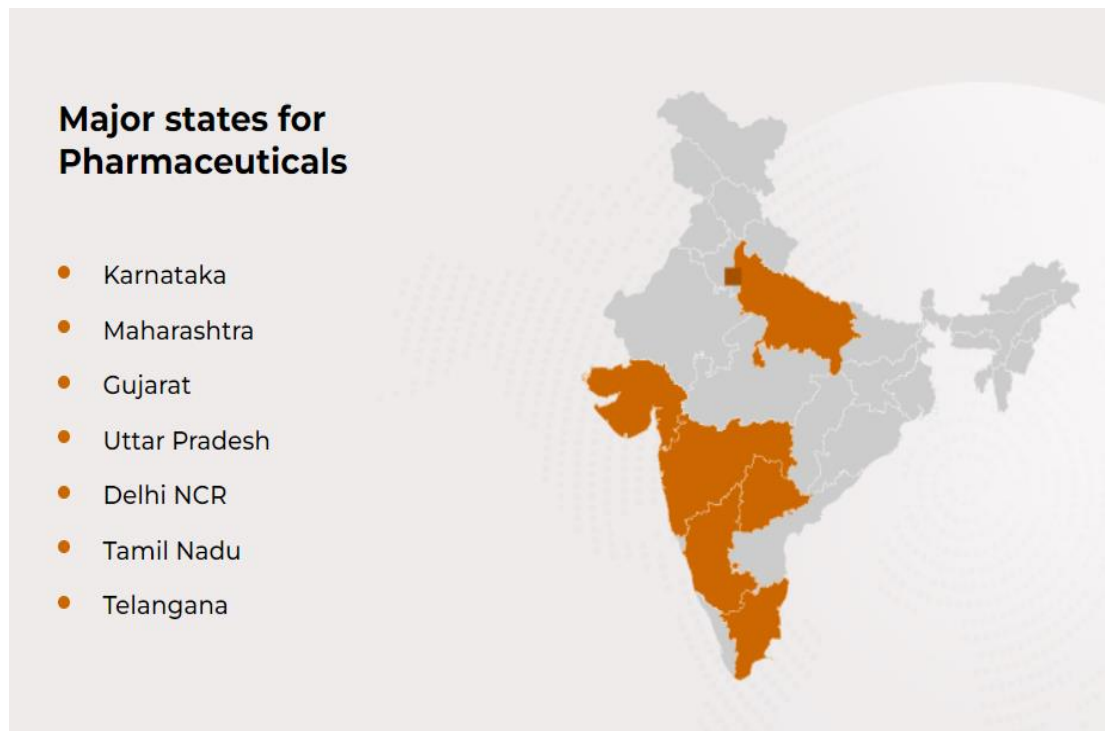 Major states for
Pharmaceuticals
Karnataka
Maharashtra
Gujarat
Uttar Pradesh
Delhi NCR
Tamil Nadu
Telangana